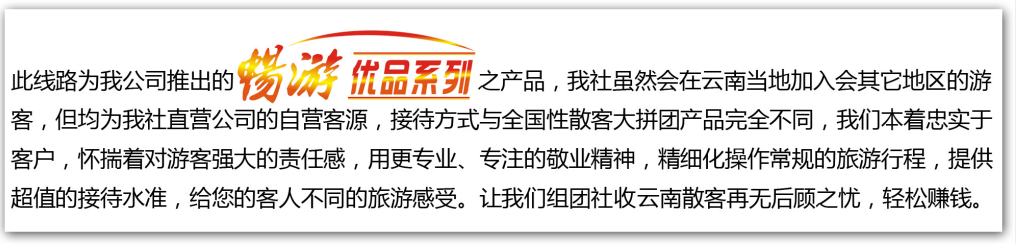 此线路为我公司推出的暢游优品系列之产品，我社虽然会在云南当地加入会其它地区的游
客，但均为我社直营公司的自营客源，接待方式与全国性散客大拼团产品完全不同，我们本着忠实于
客户，怀揣着对游客强大的责任感，用更专业、专注的敬业精神，精细化操作常规的旅游行程，提供
超值的接待水准，给您的客人不同的旅游感受。让我们组团社收云南散客再无后顾之忧，轻松赚钱。